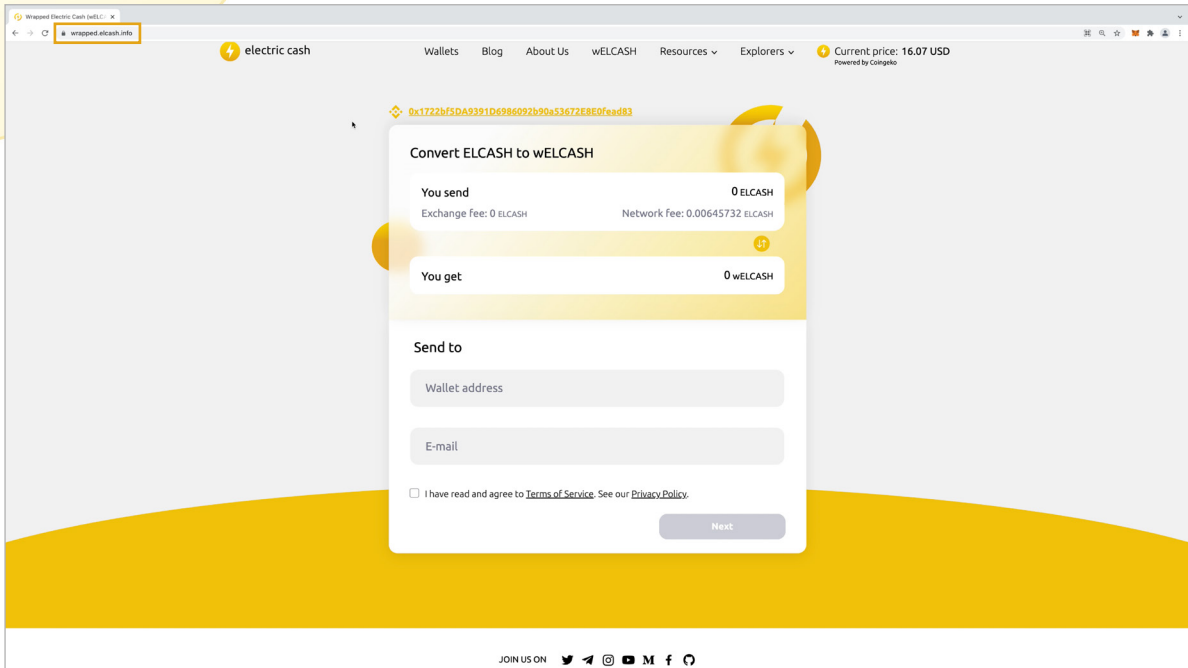 Wrapped Electric Cash (wELC
wrapped.elcash.info
electric cash
Wallets Blog About Us wELCASH Resources Explorers
Current price: 16.07 USD
Powered by Coingeko
0x1722bf5DA9391D6986092b90a53672E8E0fead83
Convert ELCASH to wELCASH
You send 0 ELCASH
Exchange fee: 0 ELCASH Network fee: 0.00645732 ELCASH
You get 0 wELCASH
Send to
Wallet address
E-mail
I have read and agree to Terms of Service. See our Privacy Policy.
Next
JOIN US ON